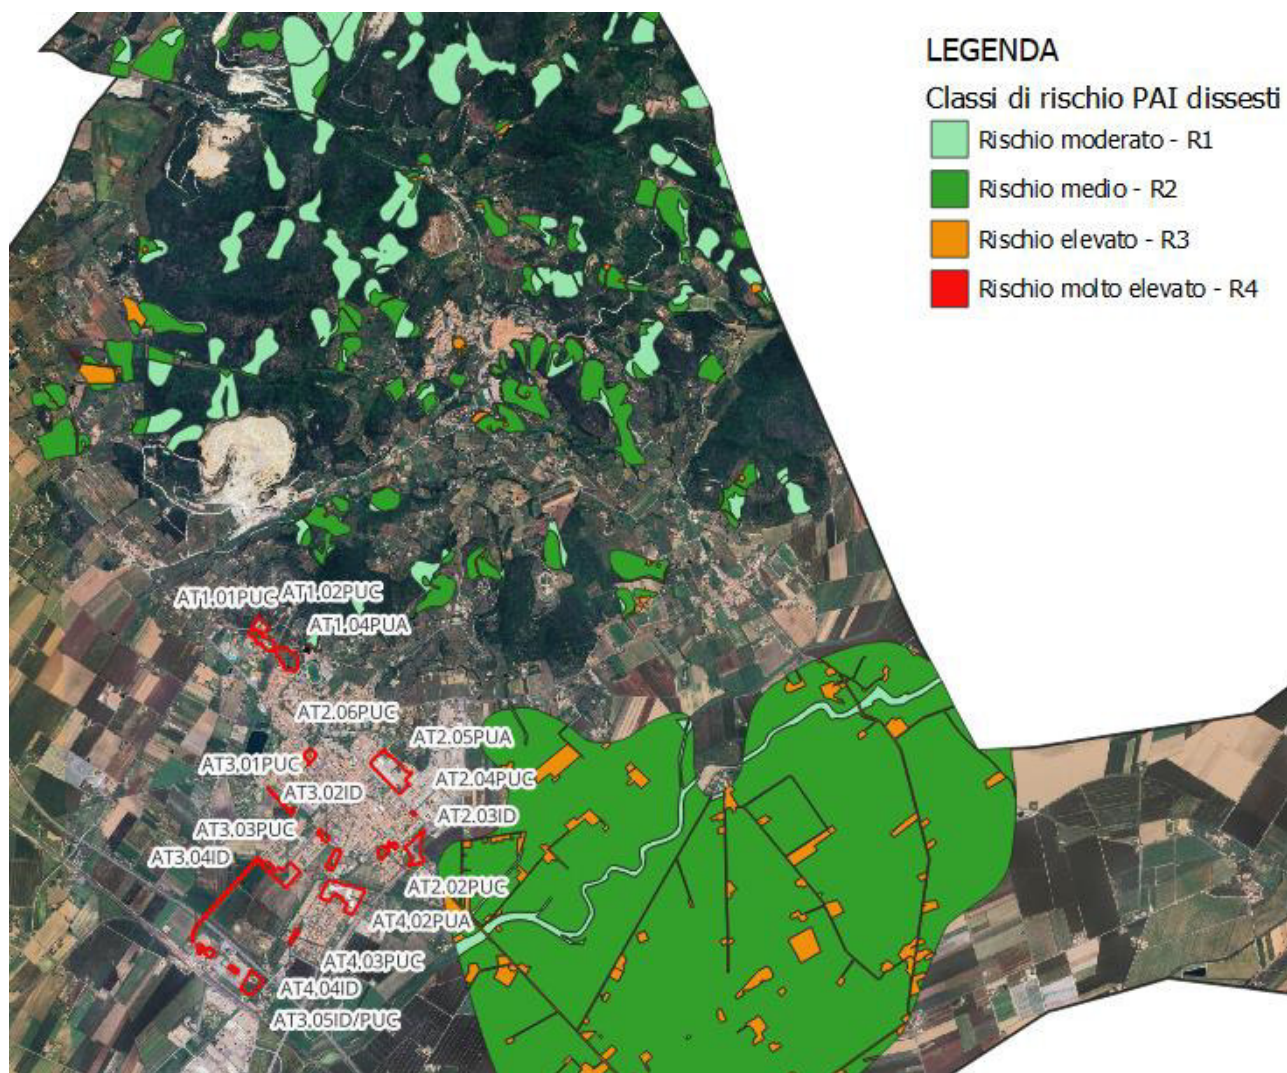 LEGENDA
Classi di rischio PAI dissesti
Rischio moderato - R1
Rischio medio - R2
Rischio elevato - R3
Rischio molto elevato - R4
AT1.01PUC
AT1.02PUC
AT1.04PUA
AT2.06PUC
AT2.05PUA
AT3.01PUC
AT2.04PUC
AT3.02ID
AT2.03ID
AT3.03PUC
AT3.04ID
AT2.02PUC
AT4.02PUA
AT4.03PUC
AT4.04ID
AT3.05ID/PUC